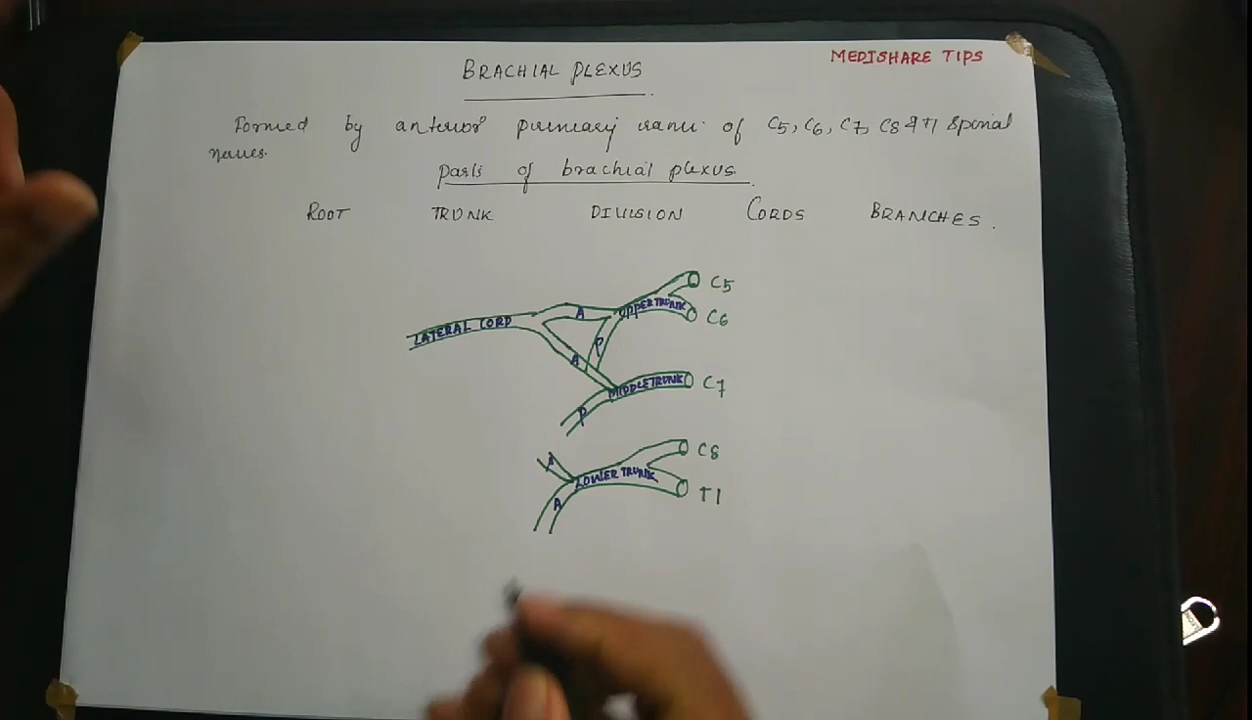 BRACHIAL PLEXUS
MEDISHARE TIPS
Formed by anterior primary rami of C5, C6, C7, C8 & T1 Spinal
nerves.
Parts of brachial plexus.
ROOT TRUNK DIVISION CORDS BRANCHES.
C5
UPPER TRUNK
A
C6
LATERAL CORD
P
A
MIDDLE TRUNK C7
P
C8
A
LOWER TRUNK
A
T1